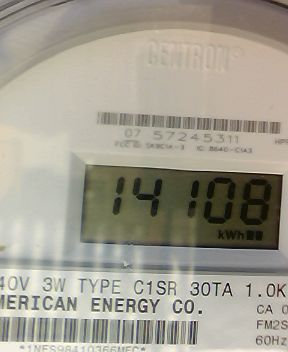 CENTRON®
07 57245311
14108
kWh
40V 3W TYPE C1SR 30TA 1.0K
MERICAN ENERGY CO.
CA 0
FM2S
60Hz